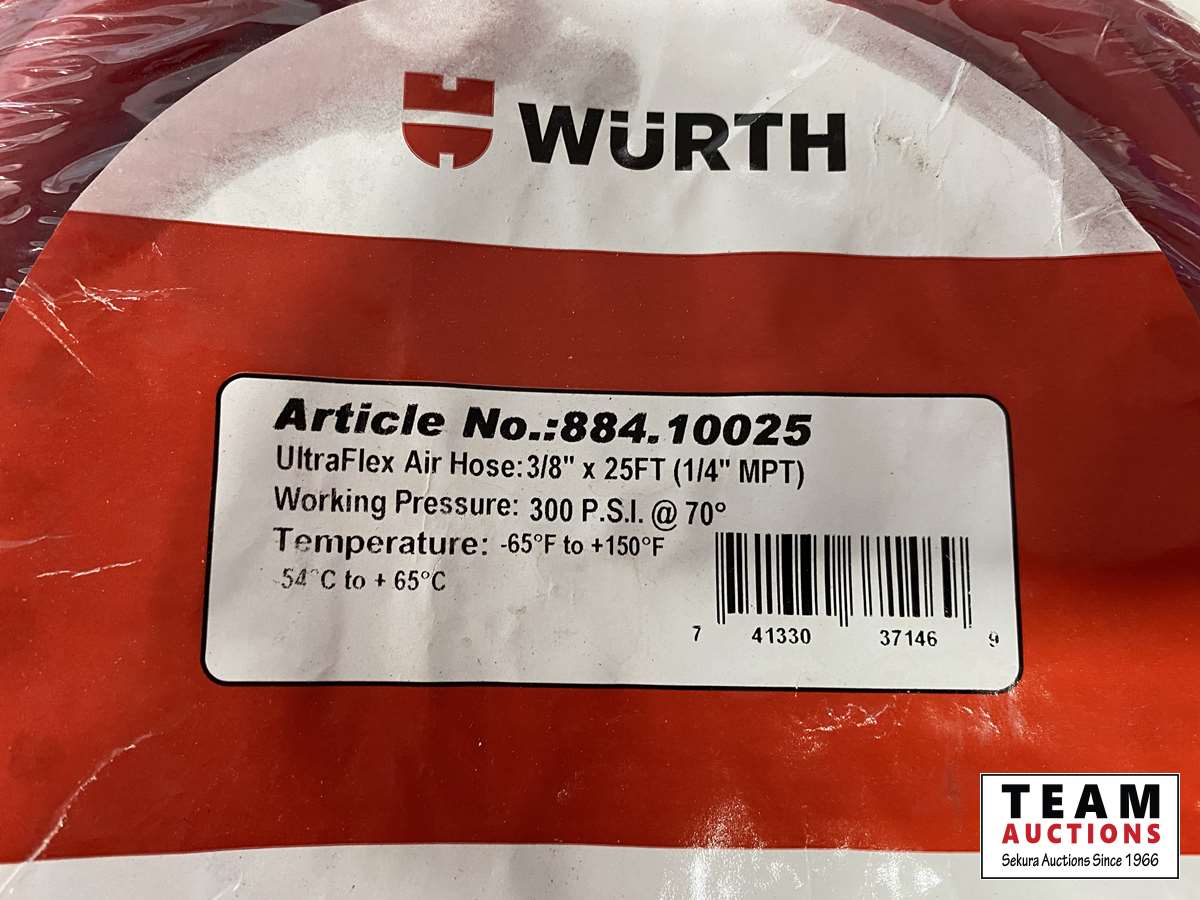 WÜRTH
Article No.:884.10025
UltraFlex Air Hose: 3/8" x 25FT (1/4" MPT)
Working Pressure: 300 P.S.I. @ 70°
Temperature: -65°F to +150°F
-54°C to + 65°C
7 41330 37146 9
TEAM
AUCTIONS
Sekura Auctions Since 1966